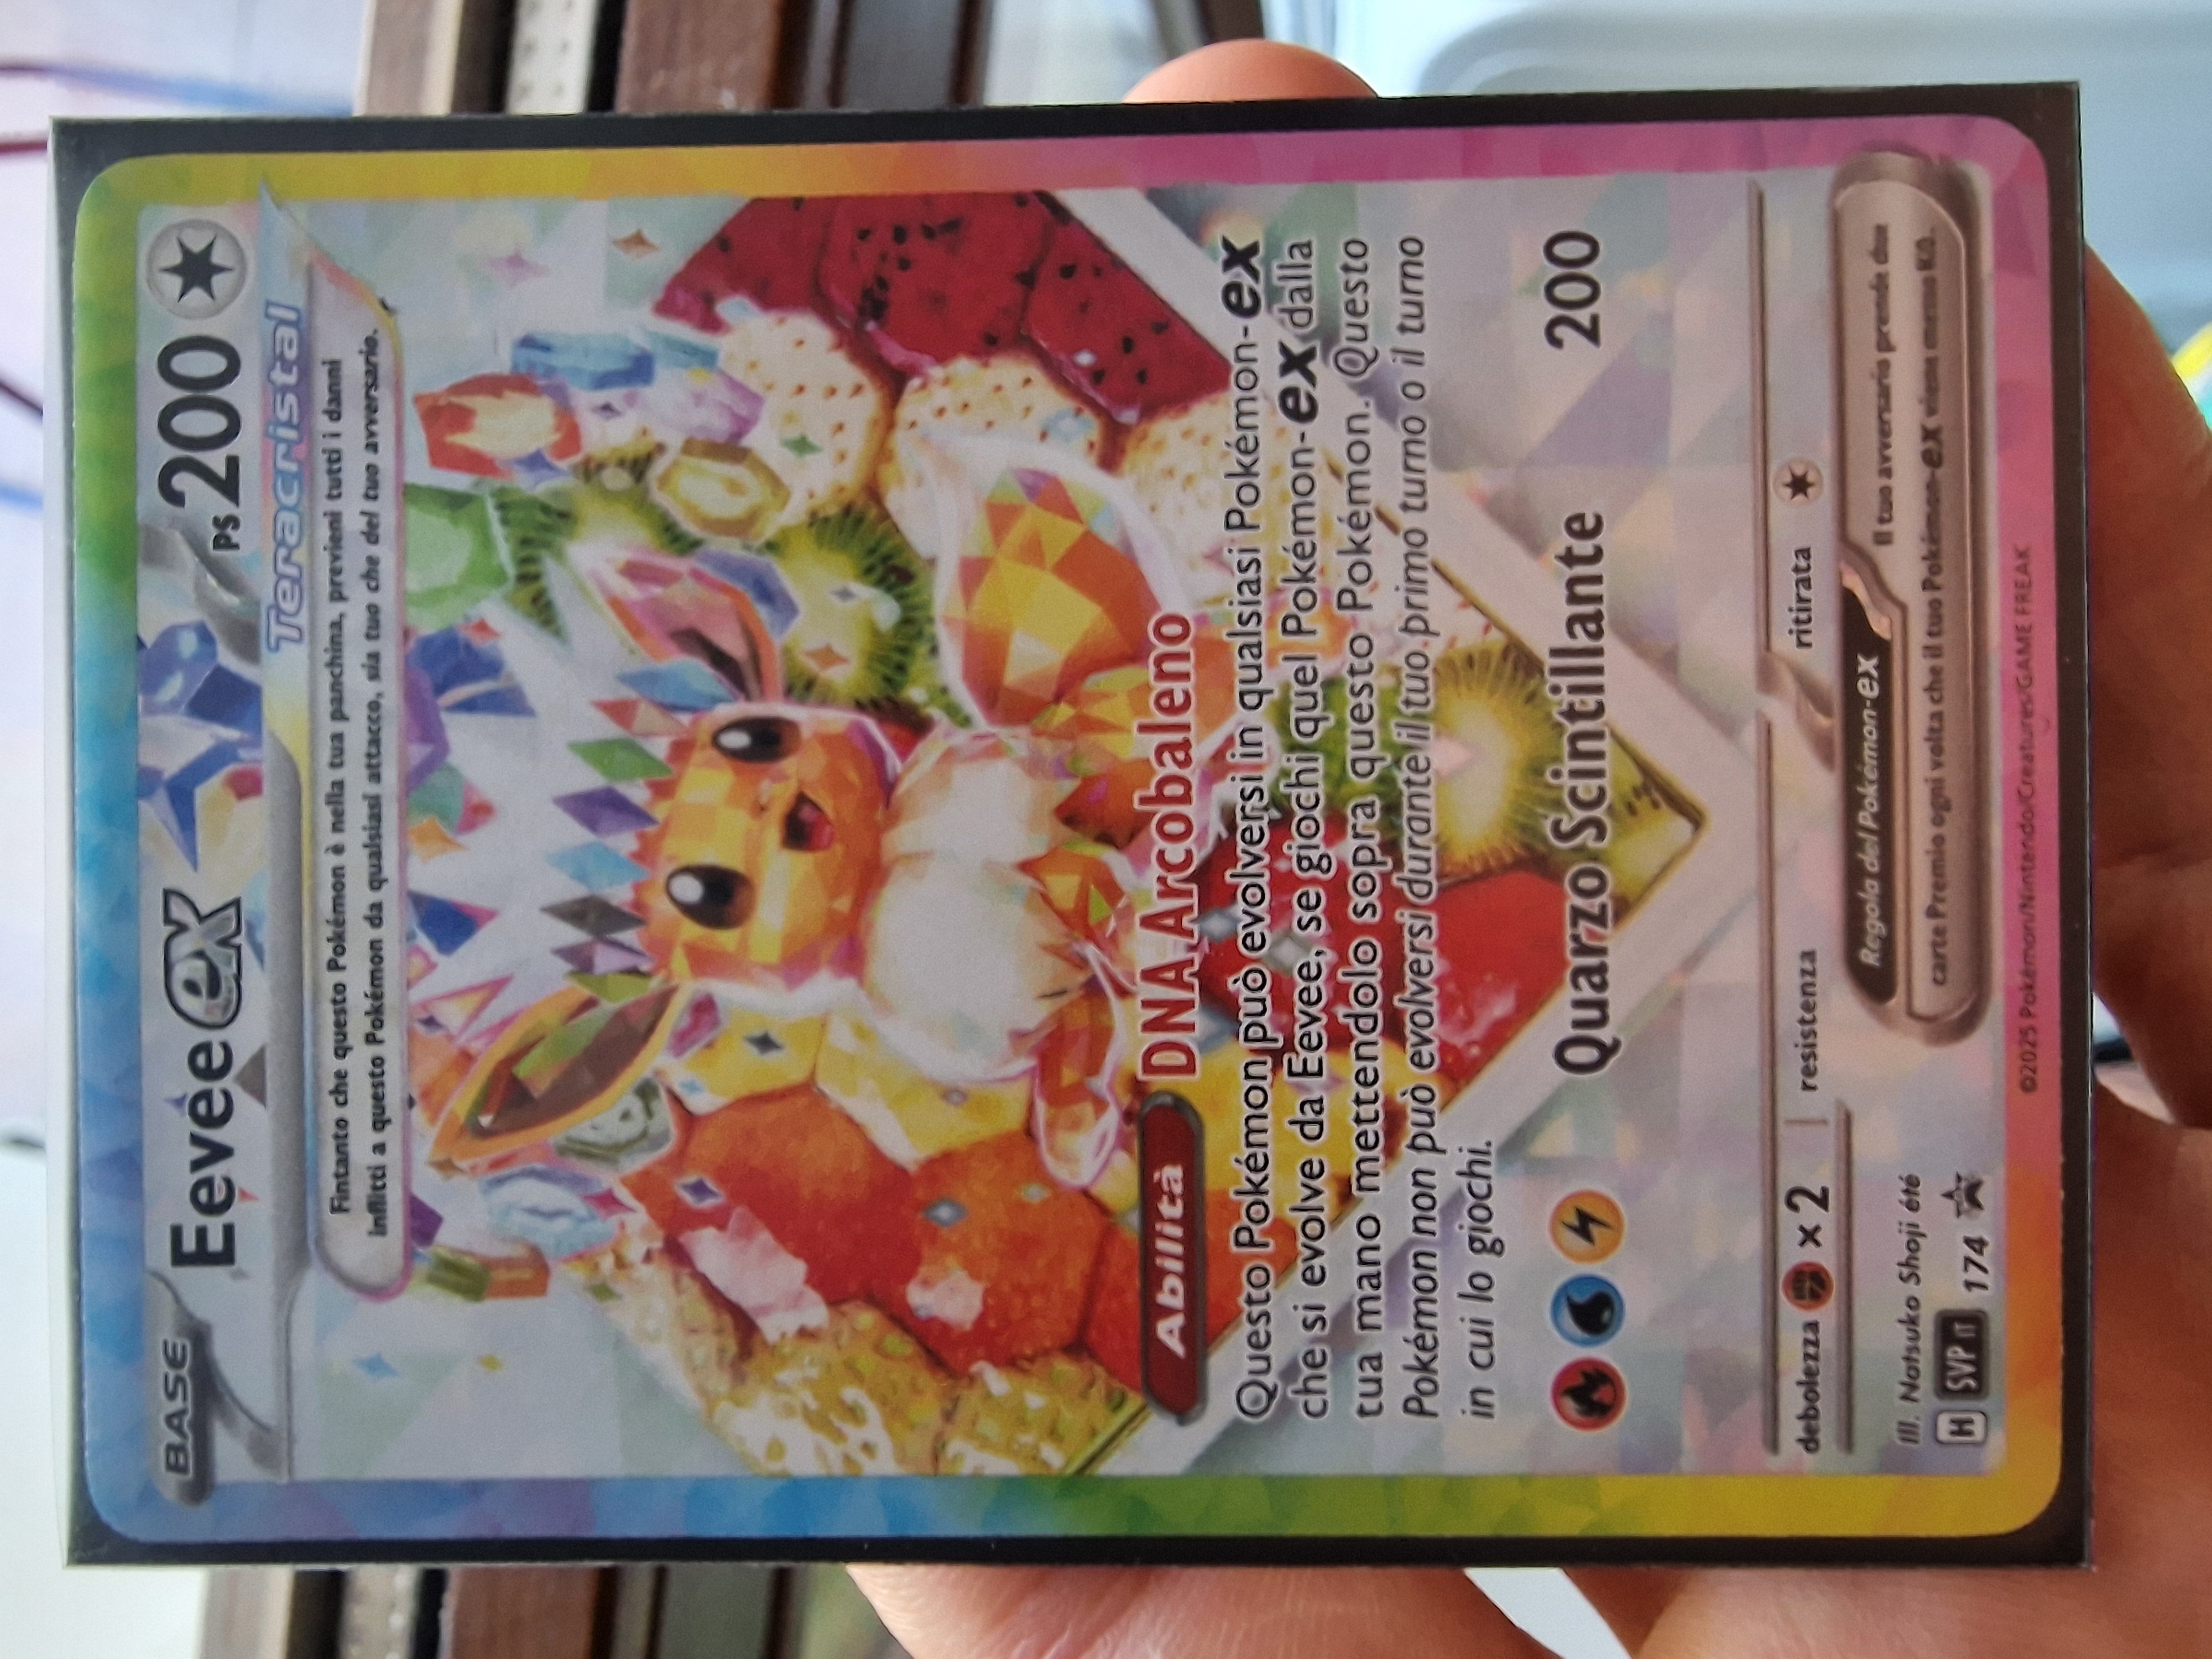 BASE
Eevee ex
PS 200
Teracristal
Fintanto che questo Pokémon è nella tua panchina, previeni tutti i danni
inflitti a questo Pokémon da qualsiasi attacco, sia tuo che del tuo avversario.
Abilità DNA Arcobaleno
Questo Pokémon può evolversi in qualsiasi Pokémon-ex
che si evolve da Eevee, se giochi quel Pokémon-ex dalla
tua mano mettendolo sopra questo Pokémon. Questo
Pokémon non può evolversi durante il tuo primo turno o il turno
in cui lo giochi.
Quarzo Scintillante 200
debolezza x2 resistenza ritirata
Regola del Pokémon-ex
Il tuo avversario prende due
carte Premio ogni volta che il tuo Pokémon-ex viene messo KO.
Ill. Natsuko Shoji été
H SVP IT 174
©2025 Pokémon/Nintendo/Creatures/GAME FREAK